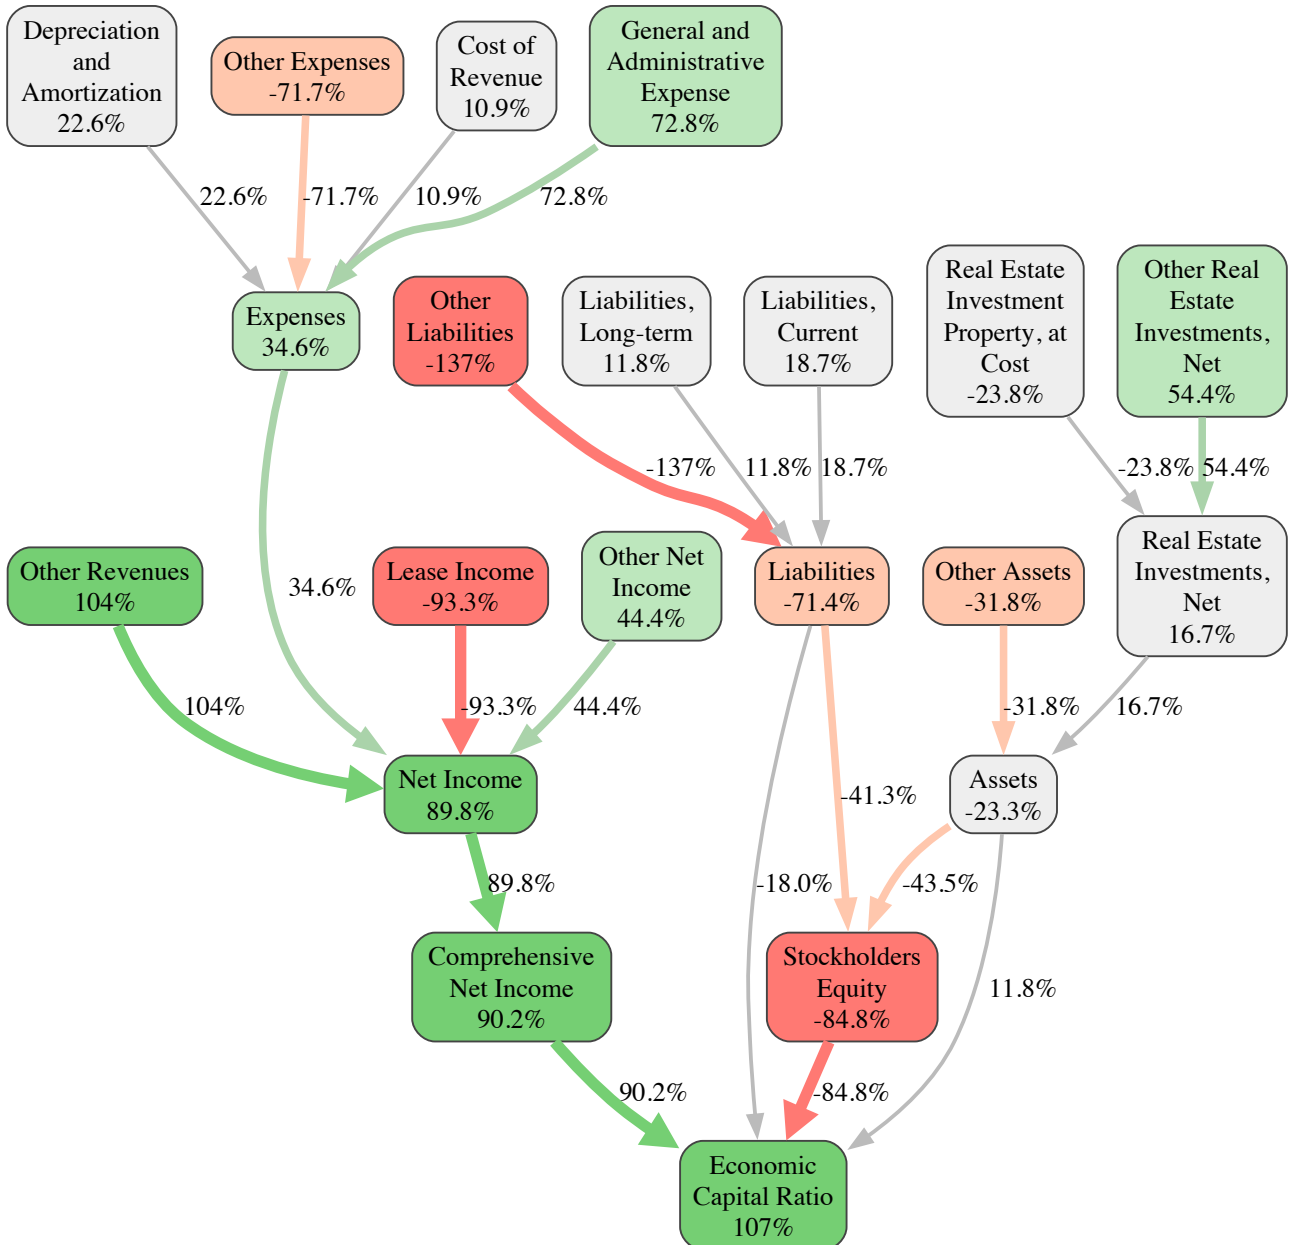 Depreciation
and
Amortization
22.6%
Other Expenses
-71.7%
Cost of
Revenue
10.9%
General and
Administrative
Expense
72.8%
22.6%
-71.7%
10.9%
72.8%
Expenses
34.6%
Other
Liabilities
-137%
Liabilities,
Long-term
11.8%
Liabilities,
Current
18.7%
Real Estate
Investment
Property, at
Cost
-23.8%
Other Real
Estate
Investments,
Net
54.4%
-137%
11.8%
18.7%
-23.8%
54.4%
Other Revenues
104%
34.6%
Lease Income
-93.3%
Other Net
Income
44.4%
Liabilities
-71.4%
Other Assets
-31.8%
Real Estate
Investments,
Net
16.7%
104%
-93.3%
44.4%
-31.8%
16.7%
Net Income
89.8%
-41.3%
Assets
-23.3%
89.8%
-18.0%
-43.5%
Comprehensive
Net Income
90.2%
Stockholders
Equity
-84.8%
11.8%
90.2%
-84.8%
Economic
Capital Ratio
107%